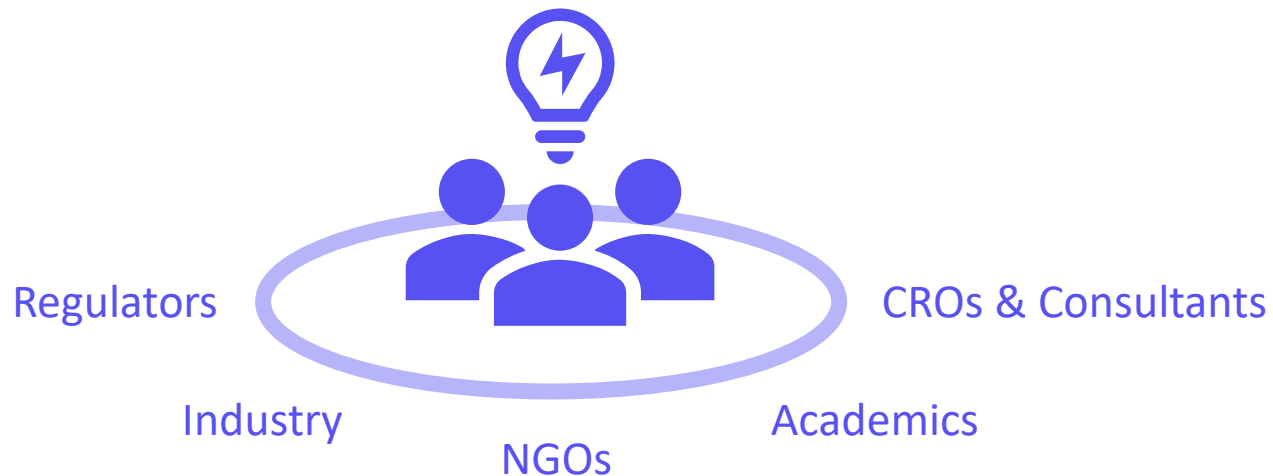 Regulators
CROs & Consultants
Industry
Academics
NGOs